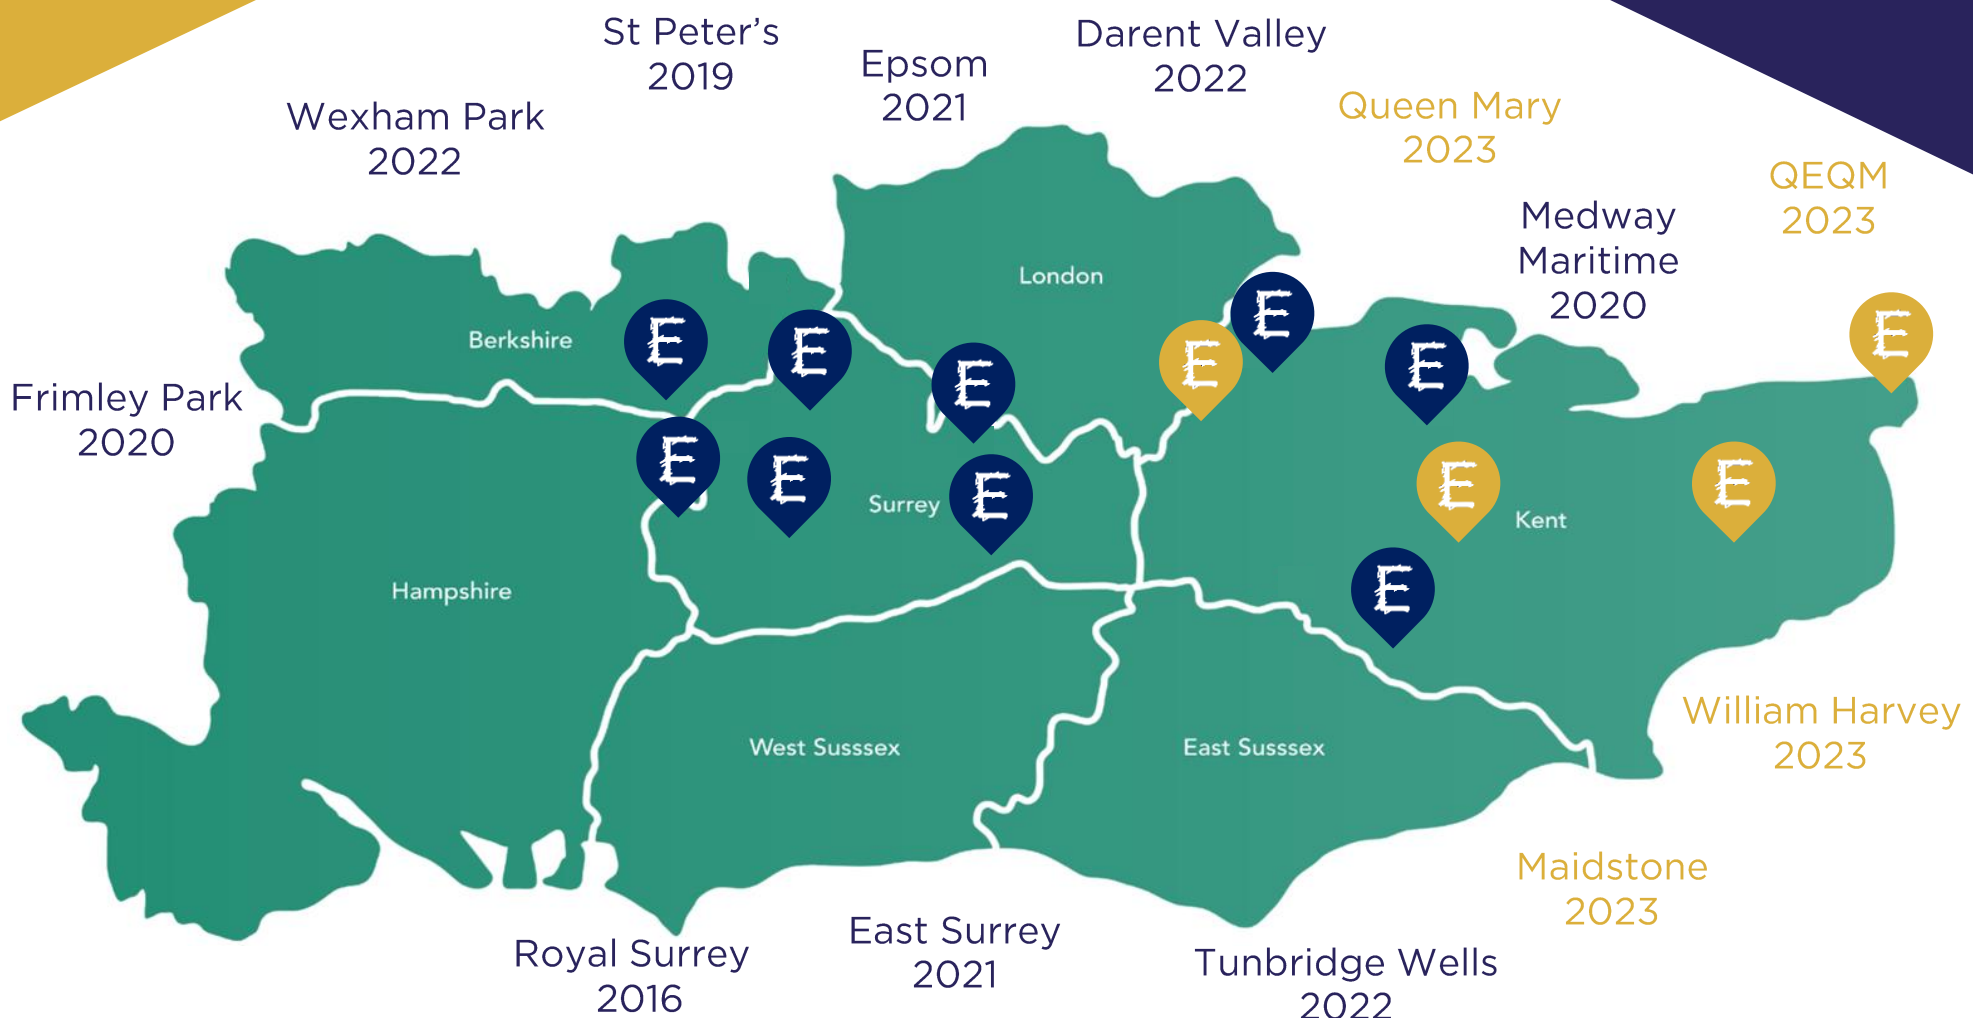 St Peter's
2019
Darent Valley
2022
Epsom
2021
Wexham Park
2022
Queen Mary
2023
QEQM
2023
Medway
Maritime
2020
London
Berkshire
E
E
E
E
E
E
E
Frimley Park
2020
E
E
E
E
E
E
Surrey
Kent
Hampshire
William Harvey
2023
West Susssex
East Susssex
Maidstone
2023
Royal Surrey
2016
East Surrey
2021
Tunbridge Wells
2022